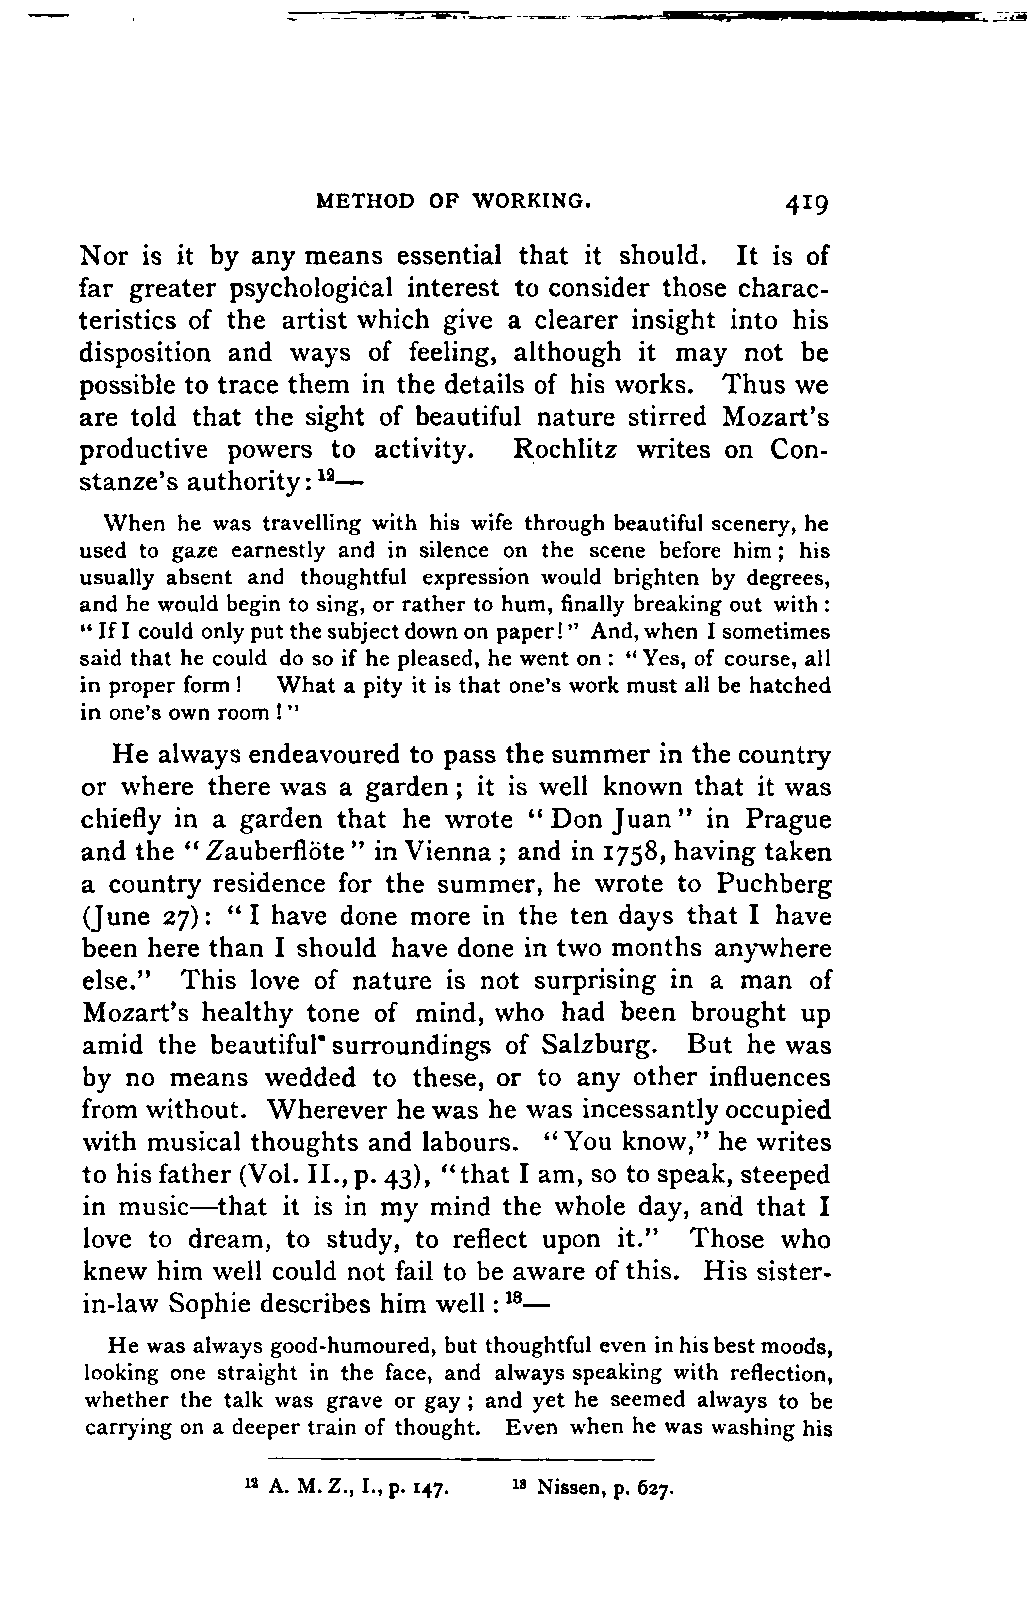 METHOD OF WORKING. 419
Nor is it by any means essential that it should. It is of
far greater psychological interest to consider those charac-
teristics of the artist which give a clearer insight into his
disposition and ways of feeling, although it may not be
possible to trace them in the details of his works. Thus we
are told that the sight of beautiful nature stirred Mozart's
productive powers to activity. Rochlitz writes on Con-
stanze's authority: ¹²—
When he was travelling with his wife through beautiful scenery, he
used to gaze earnestly and in silence on the scene before him; his
usually absent and thoughtful expression would brighten by degrees,
and he would begin to sing, or rather to hum, finally breaking out with:
"If I could only put the subject down on paper!" And, when I sometimes
said that he could do so if he pleased, he went on: "Yes, of course, all
in proper form! What a pity it is that one's work must all be hatched
in one's own room!"
He always endeavoured to pass the summer in the country
or where there was a garden; it is well known that it was
chiefly in a garden that he wrote "Don Juan" in Prague
and the "Zauberflöte" in Vienna; and in 1758, having taken
a country residence for the summer, he wrote to Puchberg
(June 27): "I have done more in the ten days that I have
been here than I should have done in two months anywhere
else." This love of nature is not surprising in a man of
Mozart's healthy tone of mind, who had been brought up
amid the beautiful surroundings of Salzburg. But he was
by no means wedded to these, or to any other influences
from without. Wherever he was he was incessantly occupied
with musical thoughts and labours. "You know," he writes
to his father (Vol. II., p. 43), "that I am, so to speak, steeped
in music—that it is in my mind the whole day, and that I
love to dream, to study, to reflect upon it." Those who
knew him well could not fail to be aware of this. His sister-
in-law Sophie describes him well: ¹³—
He was always good-humoured, but thoughtful even in his best moods,
looking one straight in the face, and always speaking with reflection,
whether the talk was grave or gay; and yet he seemed always to be
carrying on a deeper train of thought. Even when he was washing his
¹² A. M. Z., I., p. 147. ¹³ Nissen, p. 627.